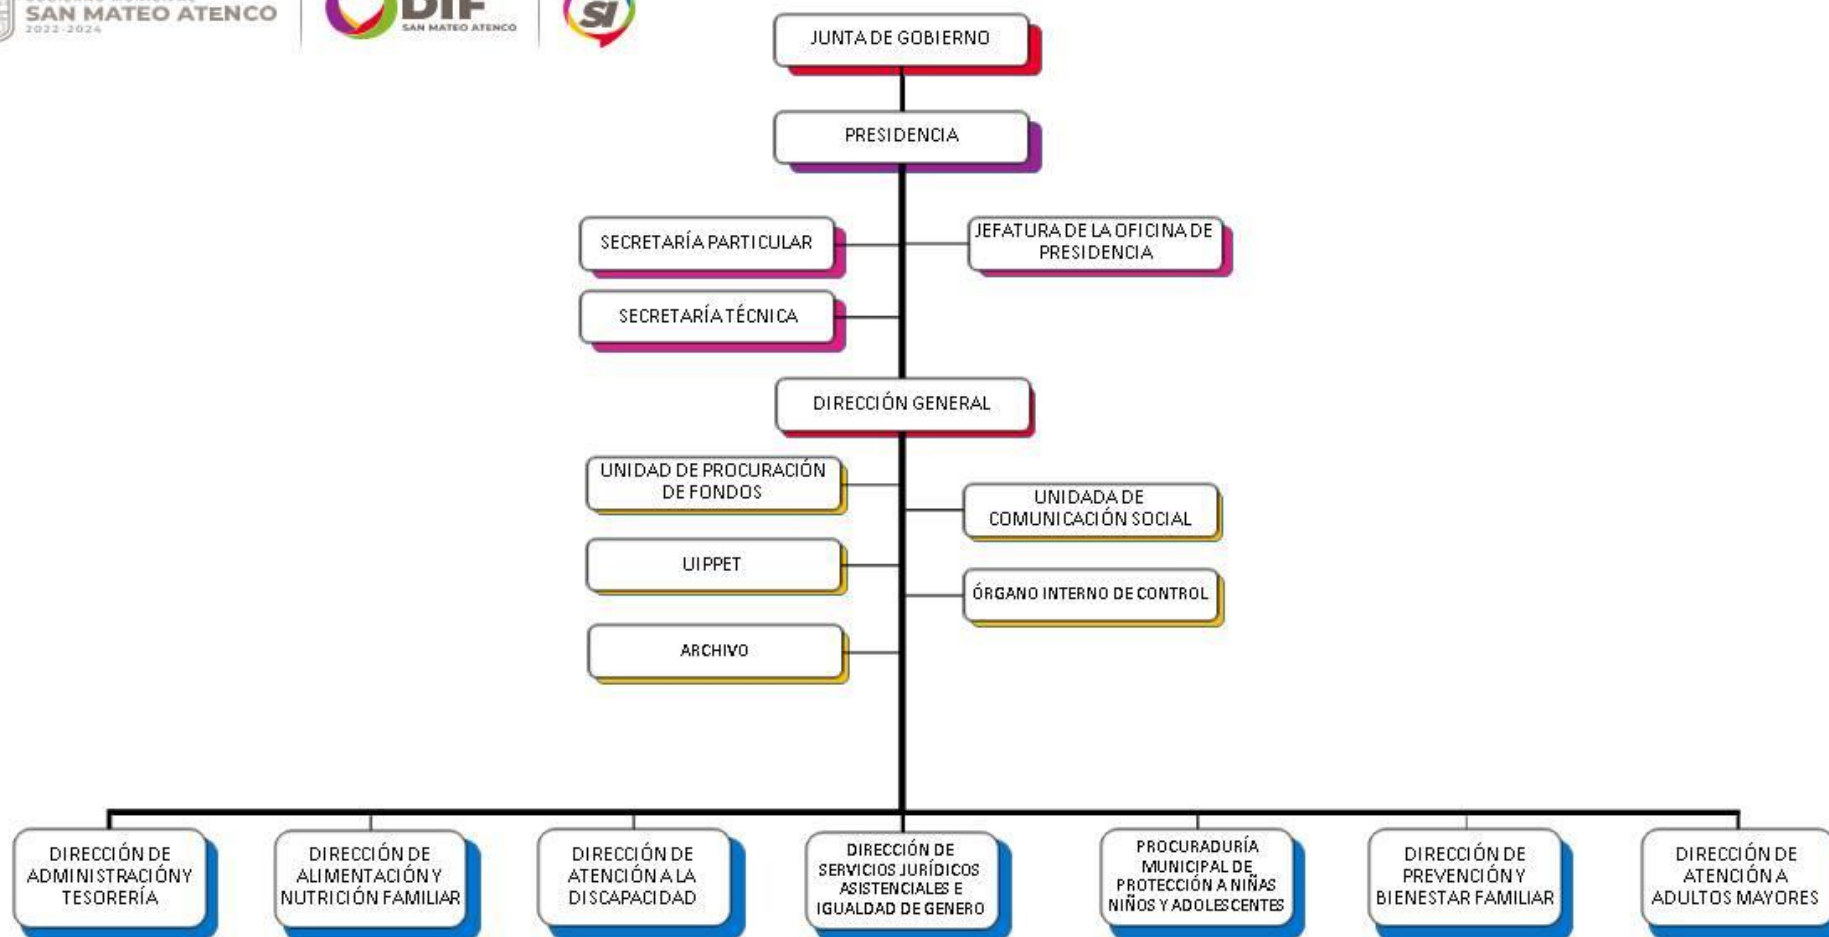 SAN MATEO ATENCO
2022-2024
DIF
SAN MATEO ATENCO
SI
JUNTA DE GOBIERNO
PRESIDENCIA
SECRETARÍA PARTICULAR
JEFATURA DE LA OFICINA DE
PRESIDENCIA
SECRETARÍA TÉCNICA
DIRECCIÓN GENERAL
UNIDAD DE PROCURACIÓN
DE FONDOS
UNIDADA DE
COMUNICACIÓN SOCIAL
UIPPET
ÓRGANO INTERNO DE CONTROL
ARCHIVO
DIRECCIÓN DE
ADMINISTRACIÓN Y
TESORERÍA
DIRECCIÓN DE
ALIMENTACIÓN Y
NUTRICIÓN FAMILIAR
DIRECCIÓN DE
ATENCIÓN A LA
DISCAPACIDAD
DIRECCIÓN DE
SERVICIOS JURÍDICOS
ASISTENCIALES E
IGUALDAD DE GENERO
PROCURADURÍA
MUNICIPAL DE
PROTECCIÓN A NIÑAS
NIÑOS Y ADOLESCENTES
DIRECCIÓN DE
PREVENCIÓN Y
BIENESTAR FAMILIAR
DIRECCIÓN DE
ATENCIÓN A
ADULTOS MAYORES